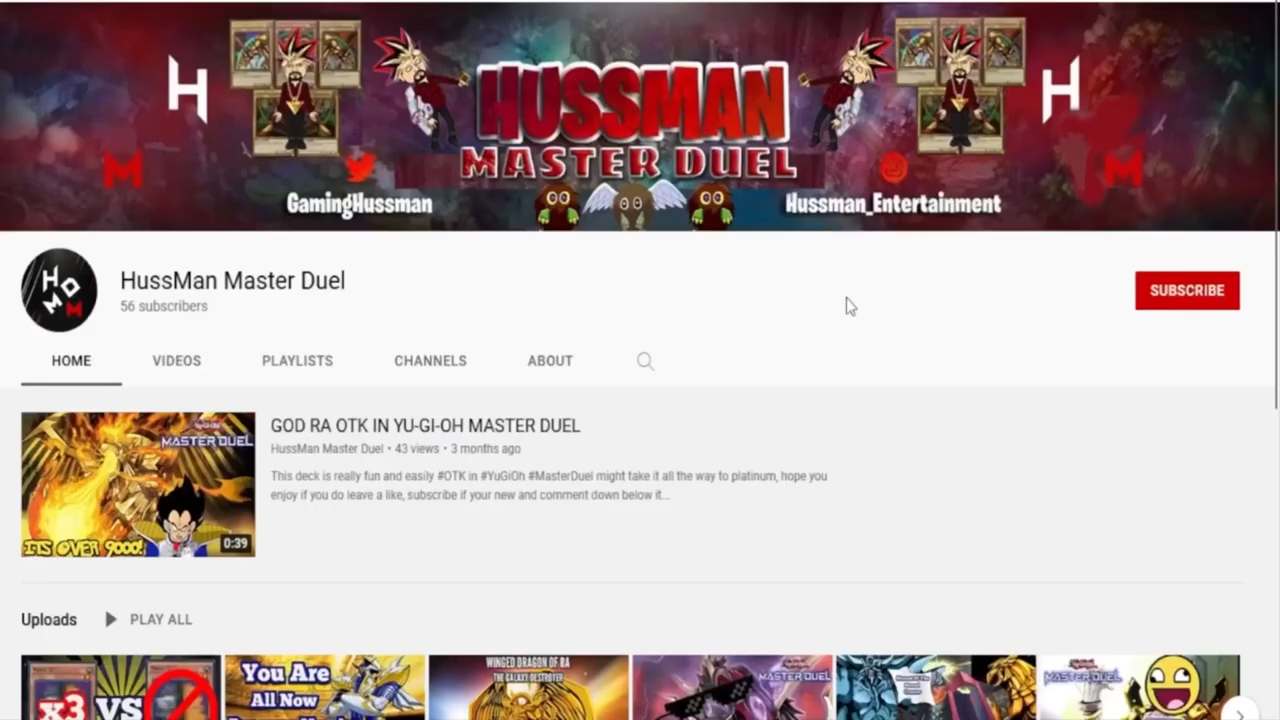 H
H
HUSSMAN
MASTER DUEL
M
M
GamingHussman
Hussman_Entertainment
H
D
M
M
HussMan Master Duel
56 subscribers
SUBSCRIBE
HOME
VIDEOS
PLAYLISTS
CHANNELS
ABOUT
MASTER DUEL
ITS OVER 9000!
0:39
GOD RA OTK IN YU-GI-OH MASTER DUEL
HussMan Master Duel • 43 views • 3 months ago
This deck is really fun and easily #OTK in #YuGiOh #MasterDuel might take it all the way to platinum, hope you
enjoy if you do leave a like, subscribe if your new and comment down below it...
Uploads
PLAY ALL
x3 VS
You Are
All Now
WINGED DRAGON OF RA
THE GALAXY DESTROYER
MASTER DUEL
MASTER DUEL